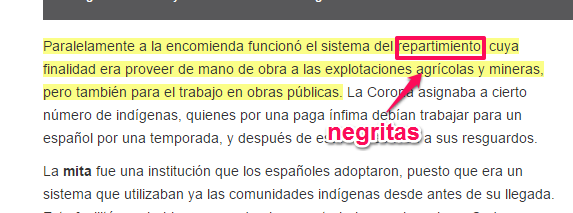 Paralelamente a la encomienda funcionó el sistema del repartimiento, cuya
finalidad era proveer de mano de obra a las explotaciones agrícolas y mineras,
pero también para el trabajo en obras públicas. La Corona asignaba a cierto
número de indígenas, quienes por una paga ínfima debían trabajar para un
español por una temporada, y después de a sus resguardos.
negritas
La mita fue una institución que los españoles adoptaron, puesto que era un
sistema que utilizaban ya las comunidades indígenas desde antes de su llegada.